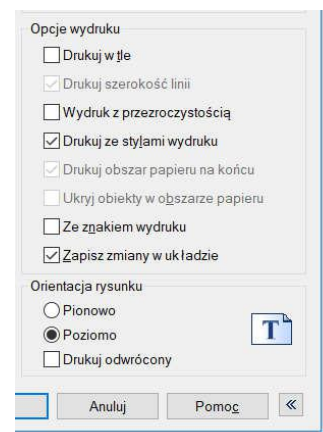 Opcje wydruku
Drukuj w tle
Drukuj szerokość linii
Wydruk z przezroczystością
Drukuj ze stylami wydruku
Drukuj obszar papieru na końcu
Ukryj obiekty w obszarze papieru
Ze znakiem wydruku
Zapisz zmiany w układzie
Orientacja rysunku
Pionowo
Poziomo
T
Drukuj odwrócony
Anuluj Pomoc «